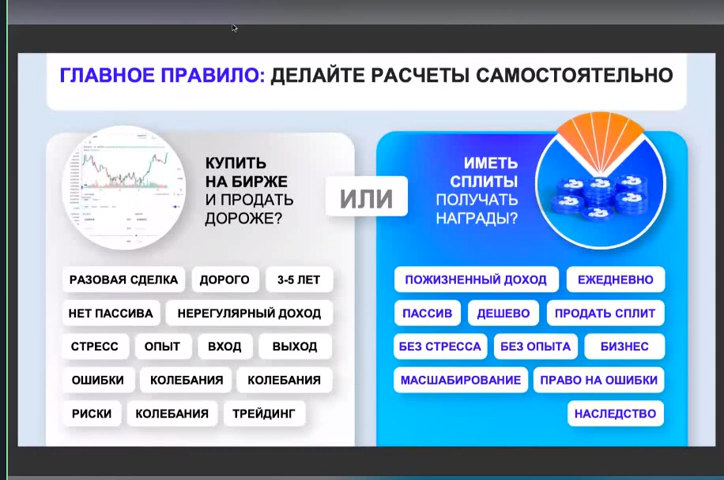 ГЛАВНОЕ ПРАВИЛО: ДЕЛАЙТЕ РАСЧЕТЫ САМОСТОЯТЕЛЬНО
КУПИТЬ
НА БИРЖЕ
И ПРОДАТЬ
ДОРОЖЕ?
ИЛИ
ИМЕТЬ
СПЛИТЫ
ПОЛУЧАТЬ
НАГРАДЫ?
РАЗОВАЯ СДЕЛКА ДОРОГО 3-5 ЛЕТ
НЕТ ПАССИВА НЕРЕГУЛЯРНЫЙ ДОХОД
СТРЕСС ОПЫТ ВХОД ВЫХОД
ОШИБКИ КОЛЕБАНИЯ КОЛЕБАНИЯ
РИСКИ КОЛЕБАНИЯ ТРЕЙДИНГ
ПОЖИЗНЕННЫЙ ДОХОД ЕЖЕДНЕВНО
ПАССИВ ДЕШЕВО ПРОДАТЬ СПЛИТ
БЕЗ СТРЕССА БЕЗ ОПЫТА БИЗНЕС
МАСШАБИРОВАНИЕ ПРАВО НА ОШИБКИ
НАСЛЕДСТВО